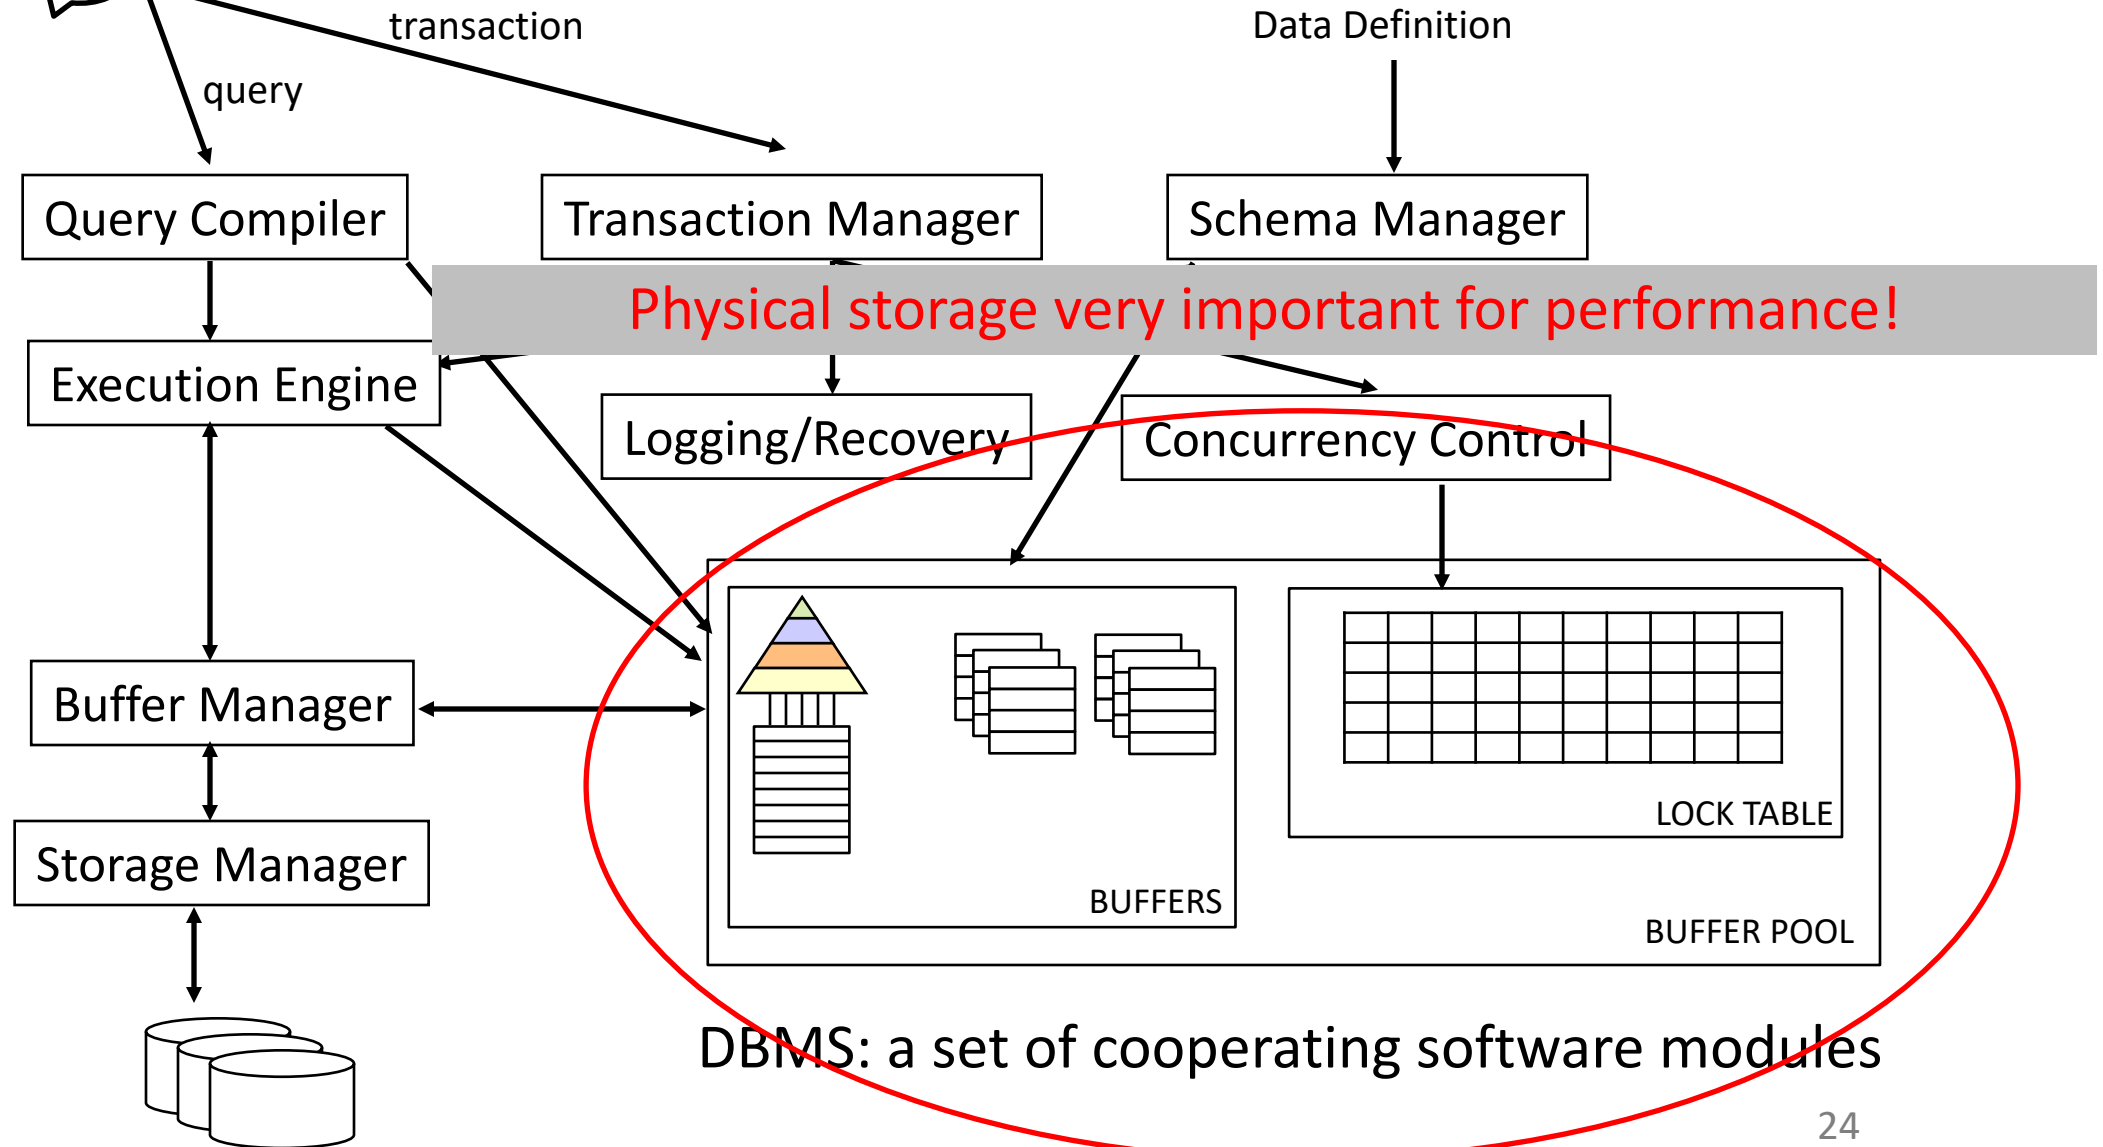 transaction
Data Definition
query
Query Compiler
Transaction Manager
Schema Manager
Physical storage very important for performance!
Execution Engine
Logging/Recovery
Concurrency Control
Buffer Manager
LOCK TABLE
Storage Manager
BUFFERS
BUFFER POOL
DBMS: a set of cooperating software modules
24